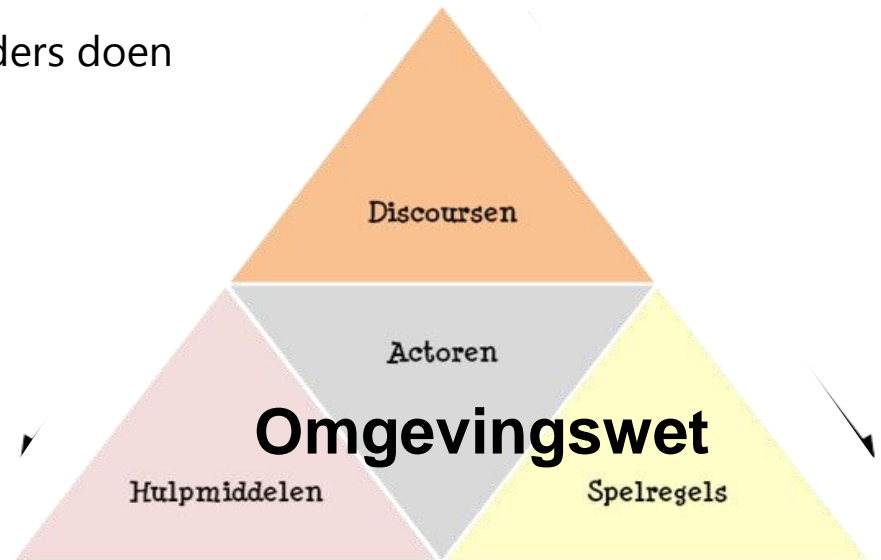 ders doen
Discoursen
Actoren
Omgevingswet
Hulpmiddelen
Spelregels